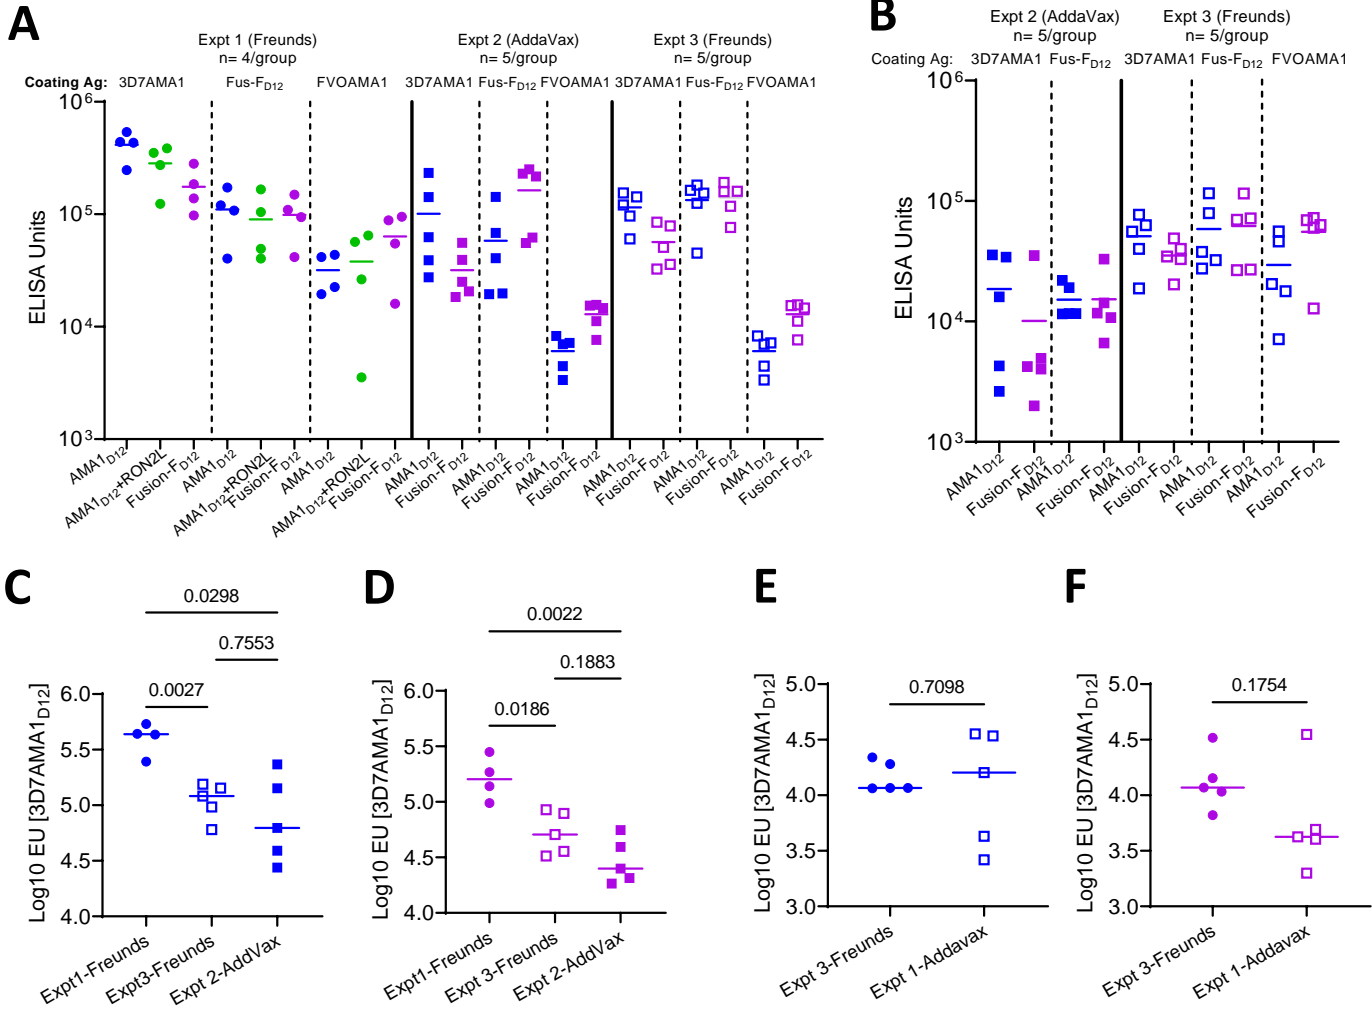 A
Expt 1 (Freunds)
n= 4/group
Expt 2 (AddaVax)
n= 5/group
Expt 3 (Freunds)
n= 5/group
Coating Ag: 3D7AMA1 Fus-FD12 FVOAMA1 3D7AMA1 Fus-FD12 FVOAMA1 3D7AMA1 Fus-FD12 FVOAMA1
10^6
10^5
10^4
10^3
ELISA Units
AMA1D12
AMA1D12+RON2L
Fusion-FD12
AMA1D12
AMA1D12+RON2L
Fusion-FD12
AMA1D12
AMA1D12+RON2L
Fusion-FD12
AMA1D12
Fusion-FD12
AMA1D12
Fusion-FD12
AMA1D12
Fusion-FD12
AMA1D12
Fusion-FD12
AMA1D12
Fusion-FD12
AMA1D12
Fusion-FD12
B
Expt 2 (AddaVax)
n= 5/group
Expt 3 (Freunds)
n= 5/group
Coating Ag: 3D7AMA1 Fus-FD12 3D7AMA1 Fus-FD12 FVOAMA1
10^6
10^5
10^4
10^3
ELISA Units
AMA1D12
Fusion-FD12
AMA1D12
Fusion-FD12
AMA1D12
Fusion-FD12
AMA1D12
Fusion-FD12
AMA1D12
Fusion-FD12
C
0.0298
0.7553
0.0027
6.0
5.5
5.0
4.5
4.0
Log10 EU [3D7AMA1D12]
Expt1-Freunds
Expt3-Freunds
Expt 2-AddVax
D
0.0022
0.1883
0.0186
6.0
5.5
5.0
4.5
4.0
Log10 EU [3D7AMA1D12]
Expt1-Freunds
Expt 3-Freunds
Expt 2-AddVax
E
0.7098
5.0
4.5
4.0
3.5
3.0
Log10 EU [3D7AMA1D12]
Expt 3-Freunds
Expt 1-Addavax
F
0.1754
5.0
4.5
4.0
3.5
3.0
Log10 EU [3D7AMA1D12]
Expt 3-Freunds
Expt 1-Addavax